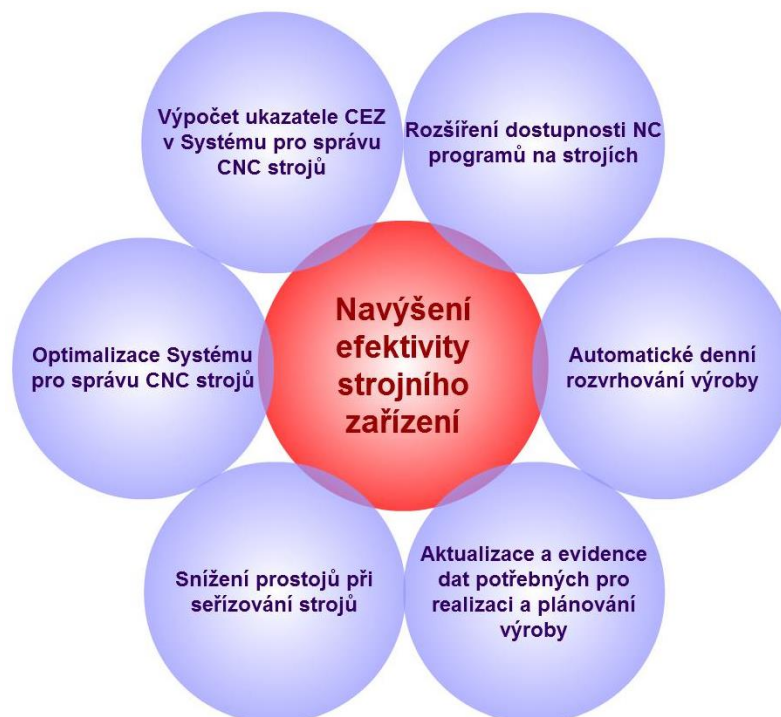 Výpočet ukazatele CEZ
v Systému pro správu
CNC strojů
Rozšíření dostupnosti NC
programů na strojích
Navýšení
efektivity
strojního
zařízení
Optimalizace Systému
pro správu CNC strojů
Automatické denní
rozvrhování výroby
Snížení prostojů při
seřízování strojů
Aktualizace a evidence
dat potřebných pro
realizaci a plánování
výroby